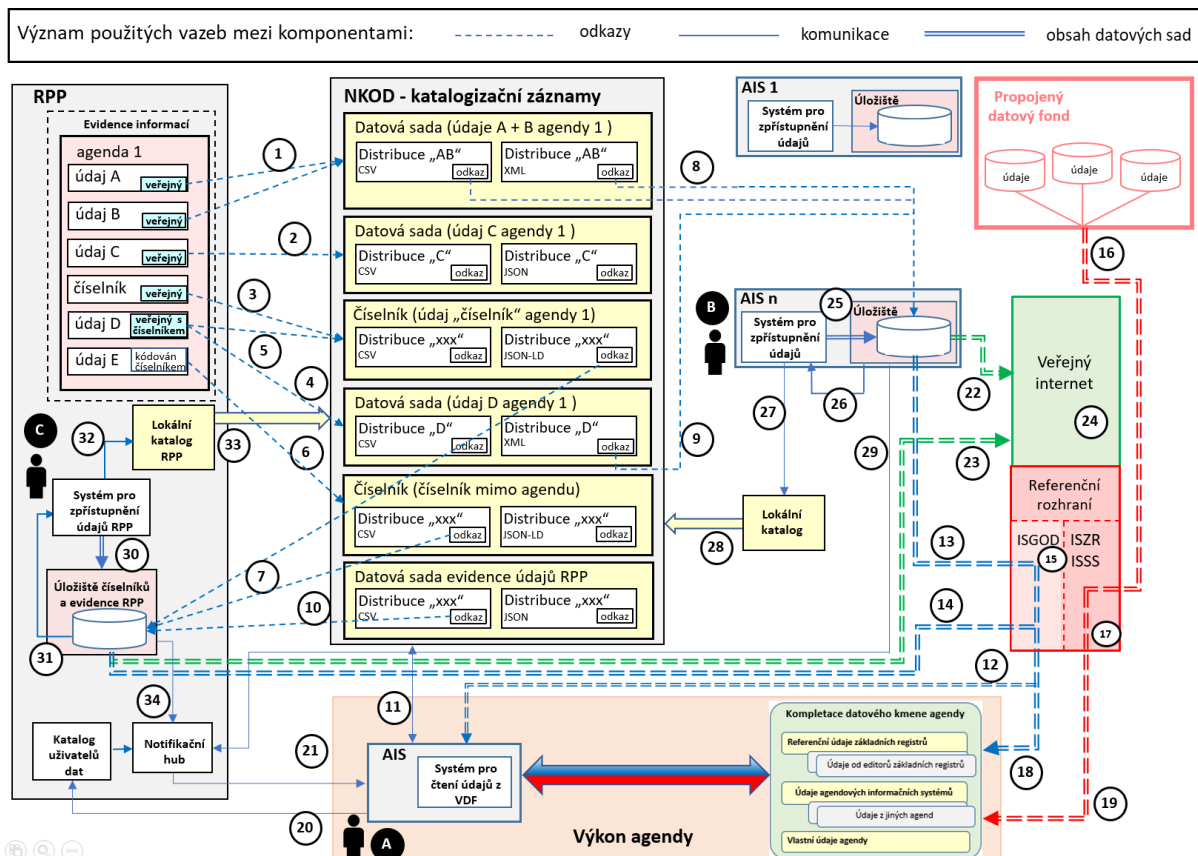 Význam použitých vazeb mezi komponentami:
odkazy
komunikace
obsah datových sad
RPP
Evidence informací
agenda 1
údaj A
veřejný
údaj B
veřejný
údaj C
veřejný
číselník
veřejný
údaj D
veřejný s
číselníkem
údaj E
kódován
číselníkem
C
32
Lokální
katalog
RPP
33
Systém pro
zpřístupnění
údajů RPP
30
Úložiště číselníků
a evidence RPP
31
34
Katalog
uživatelů
dat
Notifikační
hub
1
2
3
5
4
6
7
10
NKOD - katalogizační záznamy
Datová sada (údaje A + B agendy 1 )
Distribuce „AB“
CSV
odkaz
Distribuce „AB“
XML
odkaz
Datová sada (údaj C agendy 1 )
Distribuce „C“
CSV
odkaz
Distribuce „C“
JSON
odkaz
Číselník (údaj „číselník“ agendy 1)
Distribuce „xxx“
CSV
odkaz
Distribuce „xxx“
JSON-LD
odkaz
Datová sada (údaj D agendy 1 )
Distribuce „D“
CSV
odkaz
Distribuce „D“
XML
odkaz
Číselník (číselník mimo agendu)
Distribuce „xxx“
CSV
odkaz
Distribuce „xxx“
JSON-LD
odkaz
Datová sada evidence údajů RPP
Distribuce „xxx“
CSV
odkaz
Distribuce „xxx“
JSON
odkaz
8
9
AIS 1
Systém pro
zpřístupnění
údajů
Úložiště
Propojený
datový fond
údaje
údaje
údaje
16
B
AIS n
25
Systém pro
zpřístupnění
údajů
Úložiště
22
26
27
29
23
Lokální
katalog
28
13
14
12
Veřejný
internet
24
Referenční
rozhraní
ISGOD
15
ISZR
ISSS
17
11
21
20
AIS
Systém pro
čtení údajů z
VDF
A
Výkon agendy
Kompletace datového kmene agendy
Referenční údaje základních registrů
Údaje od editorů základních registrů
Údaje agendových informačních systémů
Údaje z jiných agend
Vlastní údaje agendy
18
19